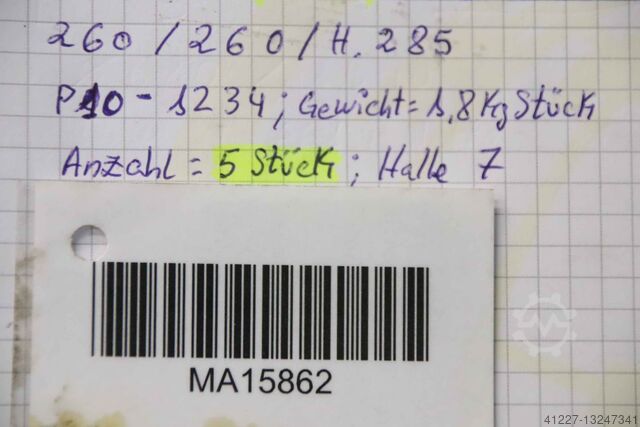 260 / 260 / H. 285
P10 - 1234; Gewicht = 1,8 Kg Stück
Anzahl = 5 Stück; Halle 7
MA15862
41227-13247341